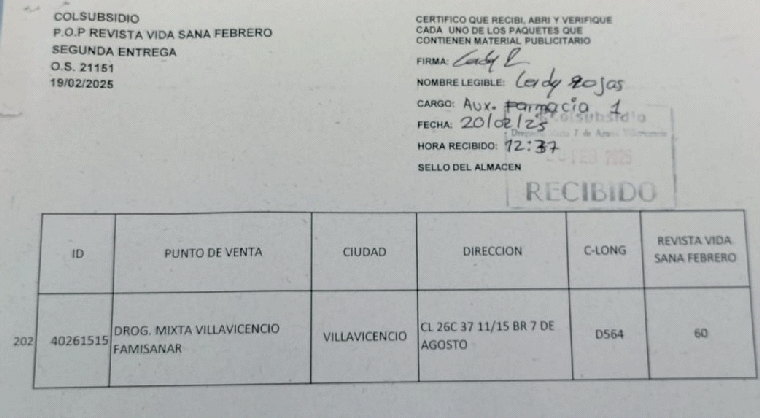 COLSUBSIDIO
P.O.P REVISTA VIDA SANA FEBRERO
SEGUNDA ENTREGA
O.S. 21151
19/02/2025
CERTIFICO QUE RECIBI, ABRI Y VERIFIQUE
CADA UNO DE LOS PAQUETES QUE
CONTIENEN MATERIAL PUBLICITARIO
FIRMA:
NOMBRE LEGIBLE: Leidy Rojas
CARGO: Aux. Farmacia 1
FECHA: 20/02/25
HORA RECIBIDO: 12:37
SELLO DEL ALMACEN
Colsubsidio
RECIBIDO
ID PUNTO DE VENTA CIUDAD DIRECCION C-LONG REVISTA VIDA SANA FEBRERO
202 40261515 DROG. MIXTA VILLAVICENCIO FAMISANAR VILLAVICENCIO CL 26C 37 11/15 BR 7 DE AGOSTO D564 60